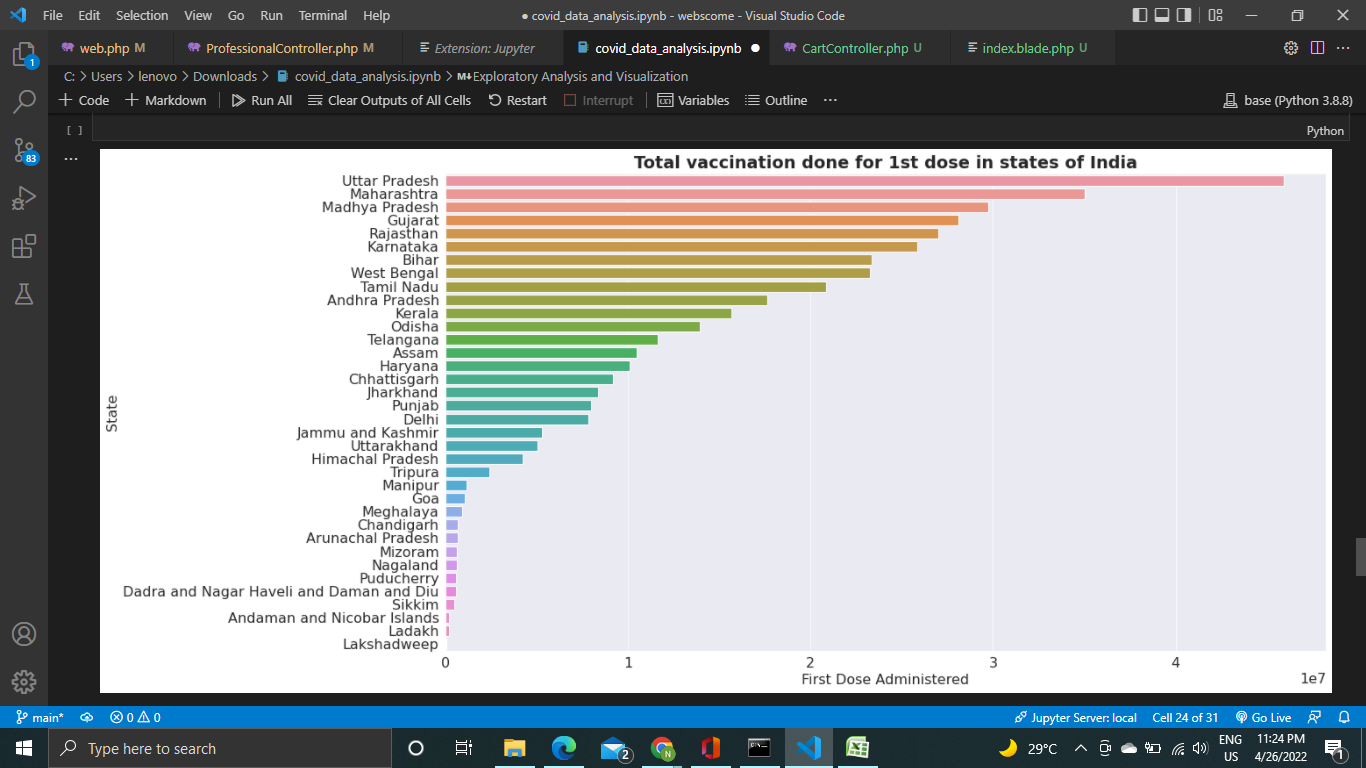 File Edit Selection View Go Run Terminal Help ● covid_data_analysis.ipynb - webscome - Visual Studio Code
web.php M ProfessionalController.php M Extension: Jupyter covid_data_analysis.ipynb ● CartController.php U index.blade.php U
C: > Users > lenovo > Downloads > covid_data_analysis.ipynb > M↓Exploratory Analysis and Visualization
+ Code + Markdown Run All Clear Outputs of All Cells Restart Interrupt Variables Outline ... base (Python 3.8.8)
[ ] Python
...
Total vaccination done for 1st dose in states of India
Uttar Pradesh
Maharashtra
Madhya Pradesh
Gujarat
Rajasthan
Karnataka
Bihar
West Bengal
Tamil Nadu
Andhra Pradesh
Kerala
Odisha
Telangana
Assam
Haryana
Chhattisgarh
Jharkhand
Punjab
Delhi
Jammu and Kashmir
Uttarakhand
Himachal Pradesh
Tripura
Manipur
Goa
Meghalaya
Chandigarh
Arunachal Pradesh
Mizoram
Nagaland
Puducherry
Dadra and Nagar Haveli and Daman and Diu
Sikkim
Andaman and Nicobar Islands
Ladakh
Lakshadweep
State
0 1 2 3 4
First Dose Administered 1e7
1
83
main* 0 0 Jupyter Server: local Cell 24 of 31 Go Live
Type here to search 2 N 29°C ENG US 11:24 PM 4/26/2022 1